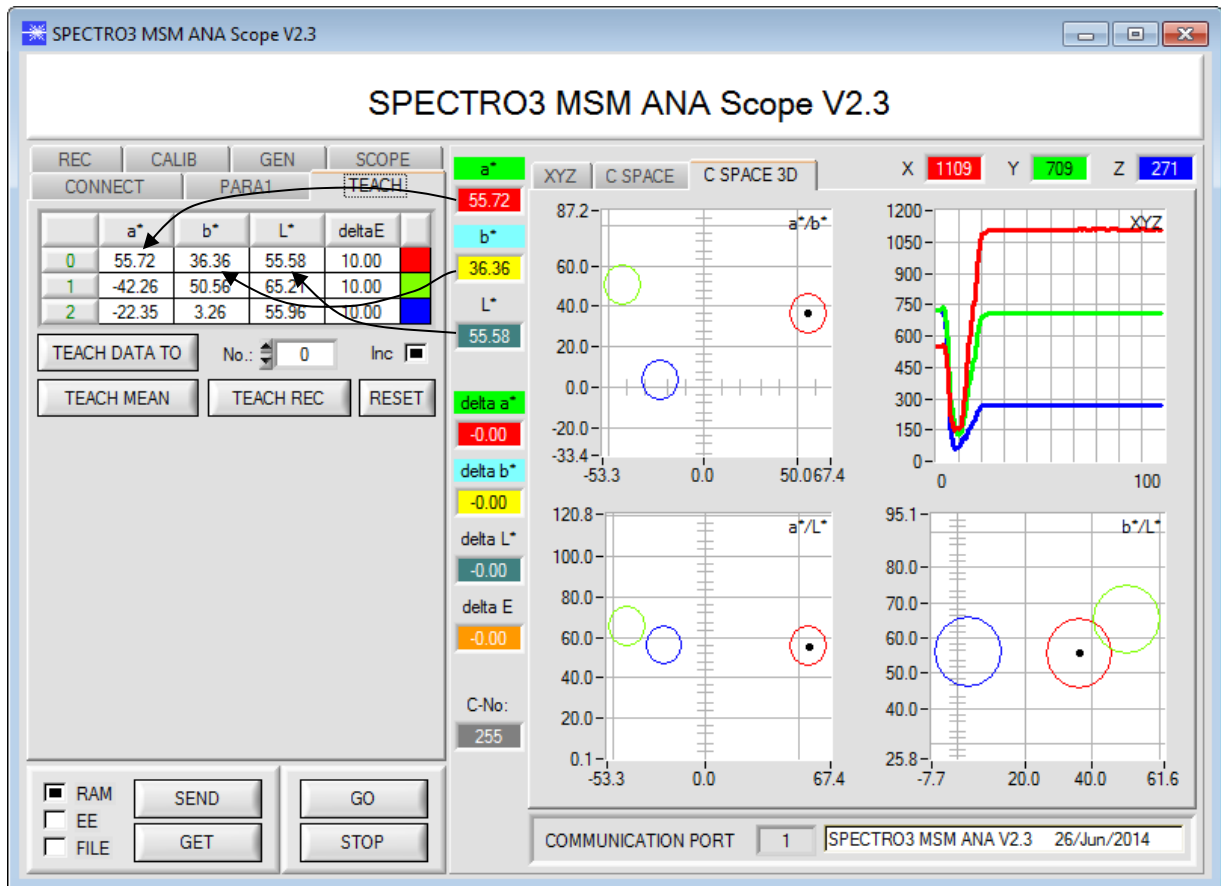 SPECTRO3 MSM ANA Scope V2.3
SPECTRO3 MSM ANA Scope V2.3
REC CALIB GEN SCOPE
CONNECT PARA1 TEACH
a* b* L* deltaE
0 55.72 36.36 55.58 10.00
1 -42.26 50.56 65.21 10.00
2 -22.35 3.26 55.96 10.00
TEACH DATA TO No.: 0 Inc
TEACH MEAN TEACH REC RESET
a*
55.72
b*
36.36
L*
55.58
delta a*
-0.00
delta b*
-0.00
delta L*
-0.00
delta E
-0.00
C-No:
255
XYZ C SPACE C SPACE 3D
X 1109 Y 709 Z 271
a*/b*
87.2
60.0
40.0
20.0
0.0
-20.0
-33.4
-53.3 0.0 50.0 67.4
XYZ
1200
1050
900
750
600
450
300
150
0
0 100
a*/L*
120.8
100.0
80.0
60.0
40.0
20.0
0.1
-53.3 0.0 67.4
b*/L*
95.1
80.0
70.0
60.0
50.0
40.0
25.8
-7.7 20.0 40.0 61.6
RAM
EE
FILE
SEND
GET
GO
STOP
COMMUNICATION PORT 1 SPECTRO3 MSM ANA V2.3 26/Jun/2014